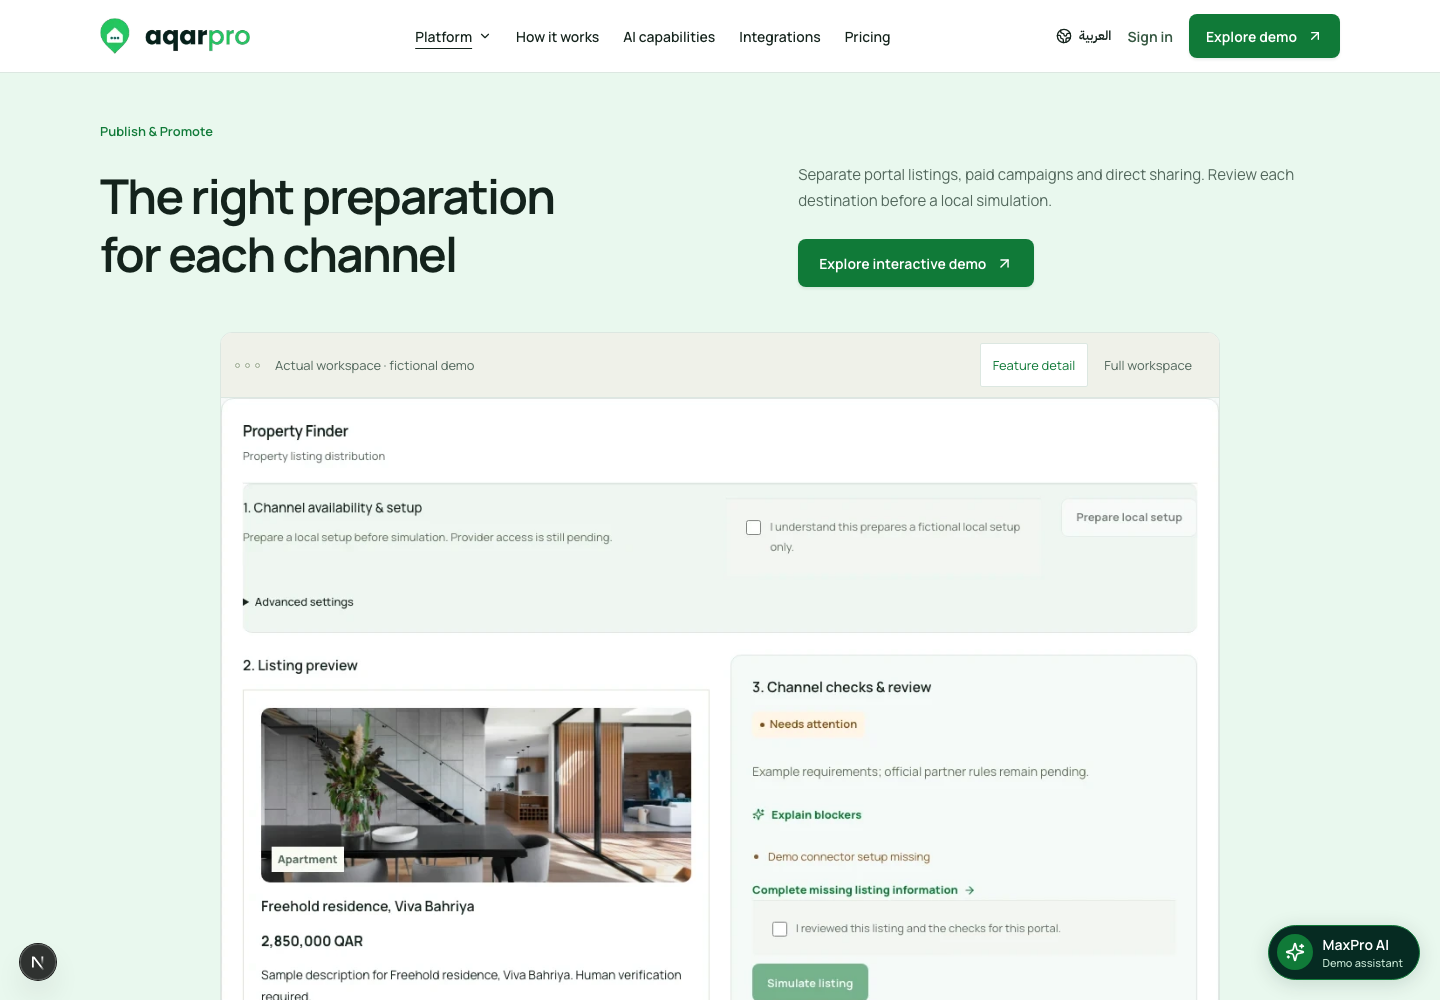 aqarpro
Platform
How it works
AI capabilities
Integrations
Pricing
العربية
Sign in
Explore demo
Publish & Promote
The right preparation
for each channel
Separate portal listings, paid campaigns and direct sharing. Review each
destination before a local simulation.
Explore interactive demo
Actual workspace · fictional demo
Feature detail
Full workspace
Property Finder
Property listing distribution
1. Channel availability & setup
Prepare a local setup before simulation. Provider access is still pending.
I understand this prepares a fictional local setup
only.
Prepare local setup
Advanced settings
2. Listing preview
Apartment
Freehold residence, Viva Bahriya
2,850,000 QAR
Sample description for Freehold residence, Viva Bahriya. Human verification
required.
3. Channel checks & review
Needs attention
Example requirements; official partner rules remain pending.
Explain blockers
Demo connector setup missing
Complete missing listing information
I reviewed this listing and the checks for this portal.
Simulate listing
N
MaxPro AI
Demo assistant